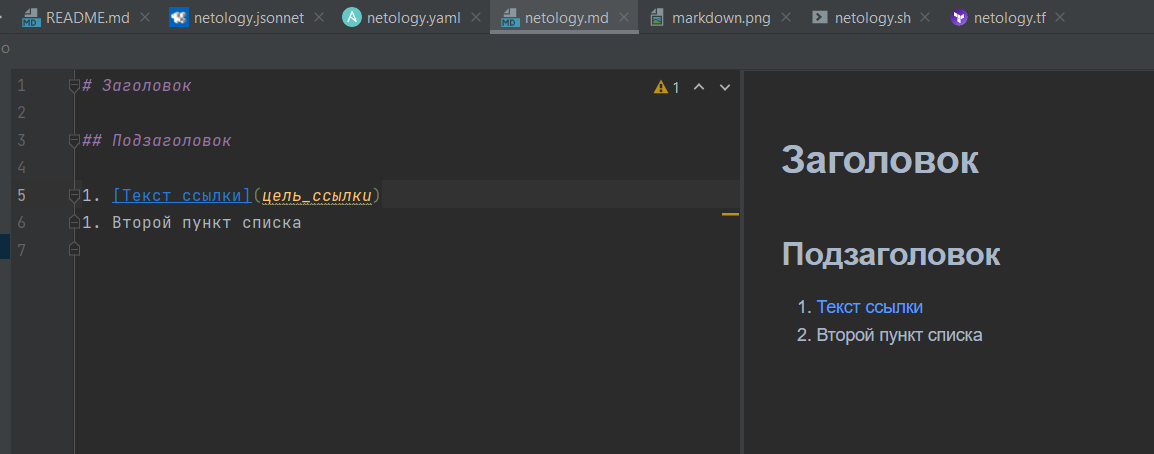 README.md netology.jsonnet netology.yaml netology.md markdown.png netology.sh netology.tf
1 # Заголовок
2
3 ## Подзаголовок
4
5 1. [Текст ссылки](цель_ссылки)
6 1. Второй пункт списка
7
1
Заголовок
Подзаголовок
1. Текст ссылки
2. Второй пункт списка